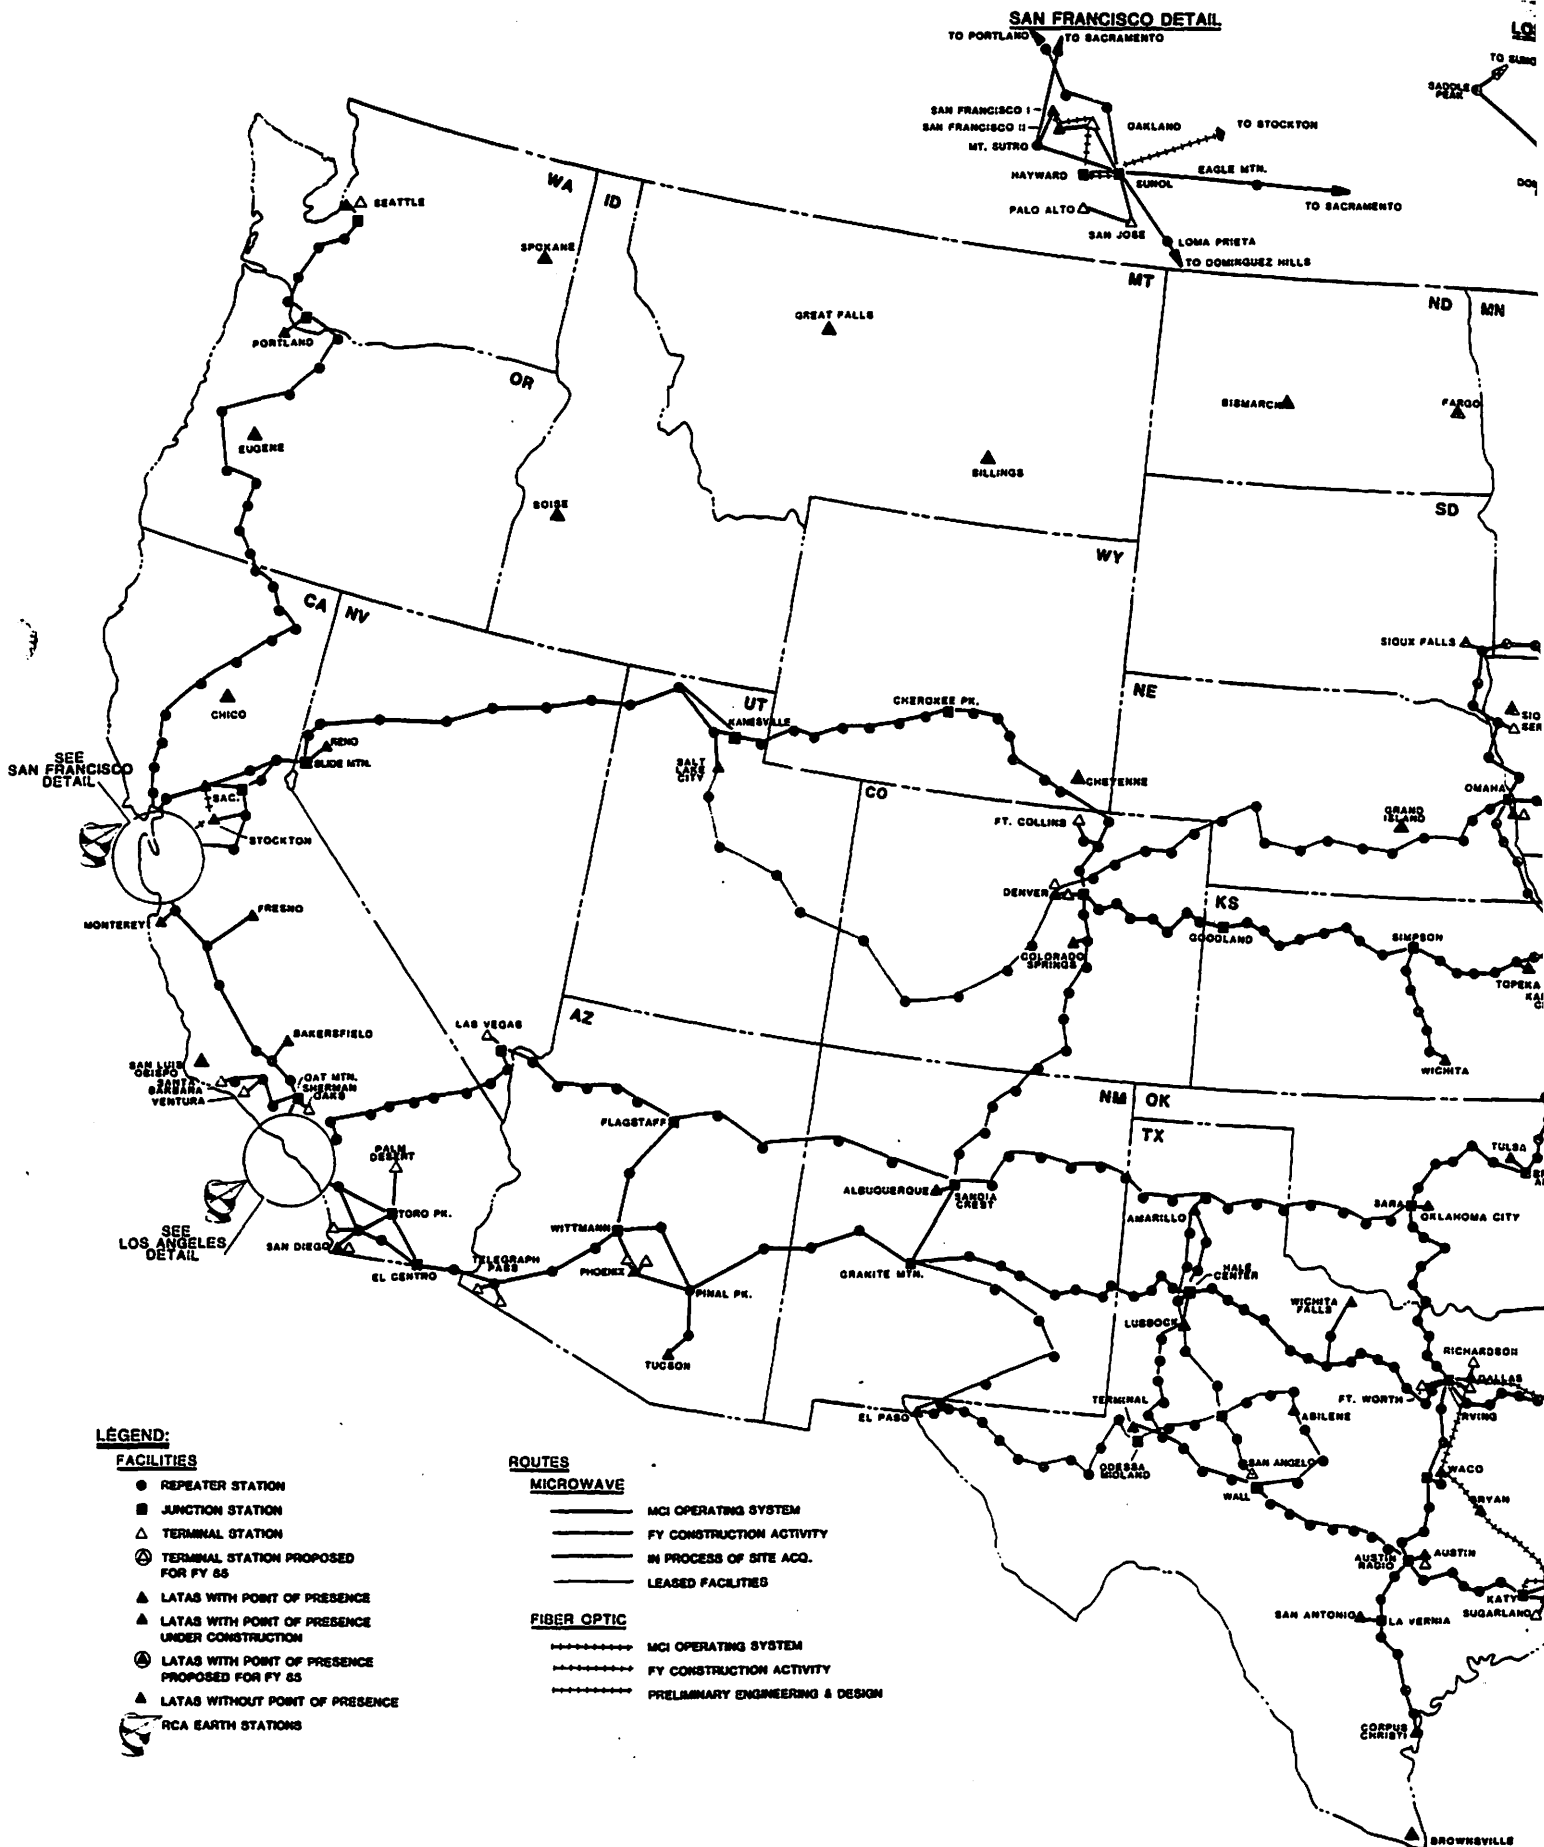 SAN FRANCISCO DETAIL
TO PORTLAND
TO SACRAMENTO
TO SUNO
SADDLE
PEAK
SAN FRANCISCO I
SAN FRANCISCO II
OAKLAND
TO STOCKTON
MT. SUTRO
HAYWARD
SUNOL
EAGLE MTN.
TO SACRAMENTO
PALO ALTO
SAN JOSE
LOMA PRIETA
TO DOMINGUEZ HILLS
WA
ID
SEATTLE
SPOKANE
MT
ND
MN
GREAT FALLS
PORTLAND
OR
BISMARCK
FARGO
EUGENE
BILLINGS
BOISE
SD
WY
CA
NV
SIOUX FALLS
NE
UT
CHEROKEE PK.
CHICO
KANESVILLE
SIO
SER
RENO
SLIDE MTN.
SEE
SAN FRANCISCO
DETAIL
SALT
LAKE
CITY
CHEYENNE
SAC.
CO
OMAHA
GRAND
ISLAND
FT. COLLINS
STOCKTON
DENVER
KS
FRESNO
MONTEREY
GOODLAND
SIMPSON
COLORADO
SPRINGS
TOPEKA
AZ
LAS VEGAS
BAKERSFIELD
SAN LUIS
OBISPO
SANTA
BARBARA
VENTURA
OAT MTN.
SHERMAN
OAKS
WICHITA
NM
OK
TX
FLAGSTAFF
PALM
DESERT
TULSA
ALBUQUERQUE
SANDIA
CREST
AMARILLO
SARA
OKLAHOMA CITY
TORO PK.
WITTMANN
SEE
LOS ANGELES
DETAIL
SAN DIEGO
EL CENTRO
TELEGRAPH
PASS
PHOENIX
PINAL PK.
GRANITE MTN.
HALE
CENTER
WICHITA
FALLS
LUBBOCK
TUCSON
RICHARDSON
DALLAS
FT. WORTH
IRVING
TERMINAL
EL PASO
ABILENE
ODESSA
MIDLAND
SAN ANGELO
WALL
WACO
BRYAN
AUSTIN
RADIO
AUSTIN
KATY
SUGARLAND
SAN ANTONIO
LA VERNIA
CORPUS
CHRISTI
BROWNSVILLE
LEGEND:
FACILITIES
REPEATER STATION
JUNCTION STATION
TERMINAL STATION
TERMINAL STATION PROPOSED
FOR FY 85
LATAS WITH POINT OF PRESENCE
LATAS WITH POINT OF PRESENCE
UNDER CONSTRUCTION
LATAS WITH POINT OF PRESENCE
PROPOSED FOR FY 85
LATAS WITHOUT POINT OF PRESENCE
RCA EARTH STATIONS
ROUTES
MICROWAVE
MCI OPERATING SYSTEM
FY CONSTRUCTION ACTIVITY
IN PROCESS OF SITE ACQ.
LEASED FACILITIES
FIBER OPTIC
MCI OPERATING SYSTEM
FY CONSTRUCTION ACTIVITY
PRELIMINARY ENGINEERING & DESIGN